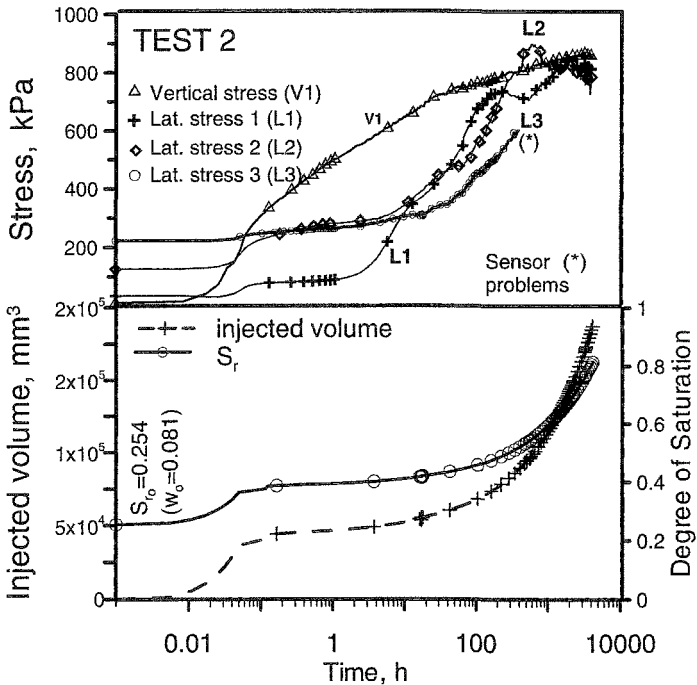 TEST 2
Vertical stress (V1)
Lat. stress 1 (L1)
Lat. stress 2 (L2)
Lat. stress 3 (L3)
V1
L1
L2
L3
(*)
Sensor (*)
problems
Stress, kPa
1000
800
600
400
200
injected volume
Sᵣ
Sᵣₒ=0.254
(wₒ=0.081)
Injected volume, mm³
2x10⁵
2x10⁵
1x10⁵
5x10⁴
0
Degree of Saturation
1
0.8
0.6
0.4
0.2
0
0.01
1
100
10000
Time, h